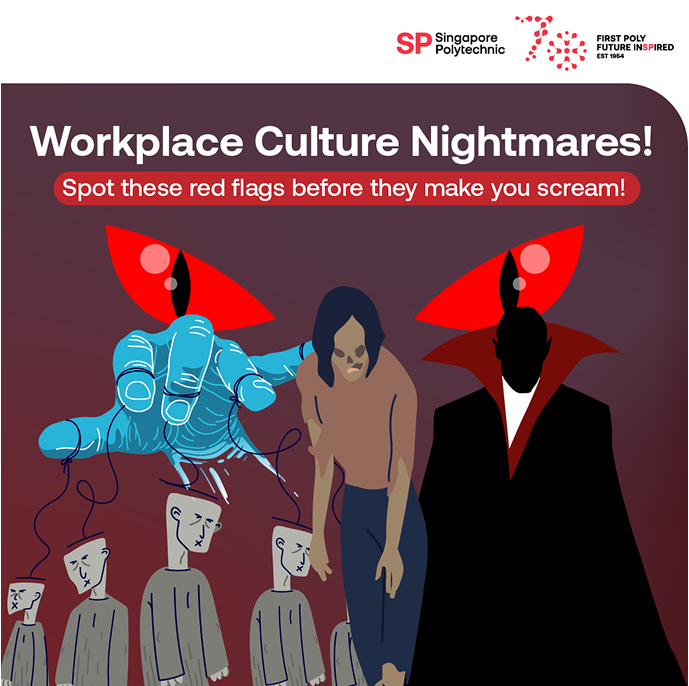 SP Singapore
Polytechnic
70
FIRST POLY
FUTURE INSPIRED
EST 1954
Workplace Culture Nightmares!
Spot these red flags before they make you scream!